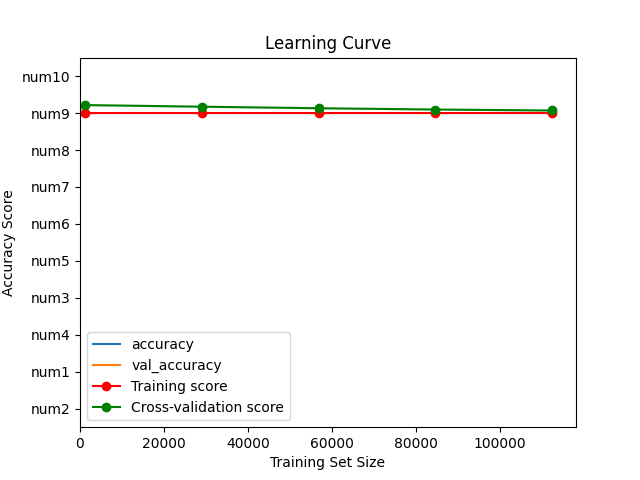 Learning Curve
num10
num9
num8
num7
num6
num5
num3
num4
num1
num2
Accuracy Score
accuracy
val_accuracy
Training score
Cross-validation score
0 20000 40000 60000 80000 100000
Training Set Size